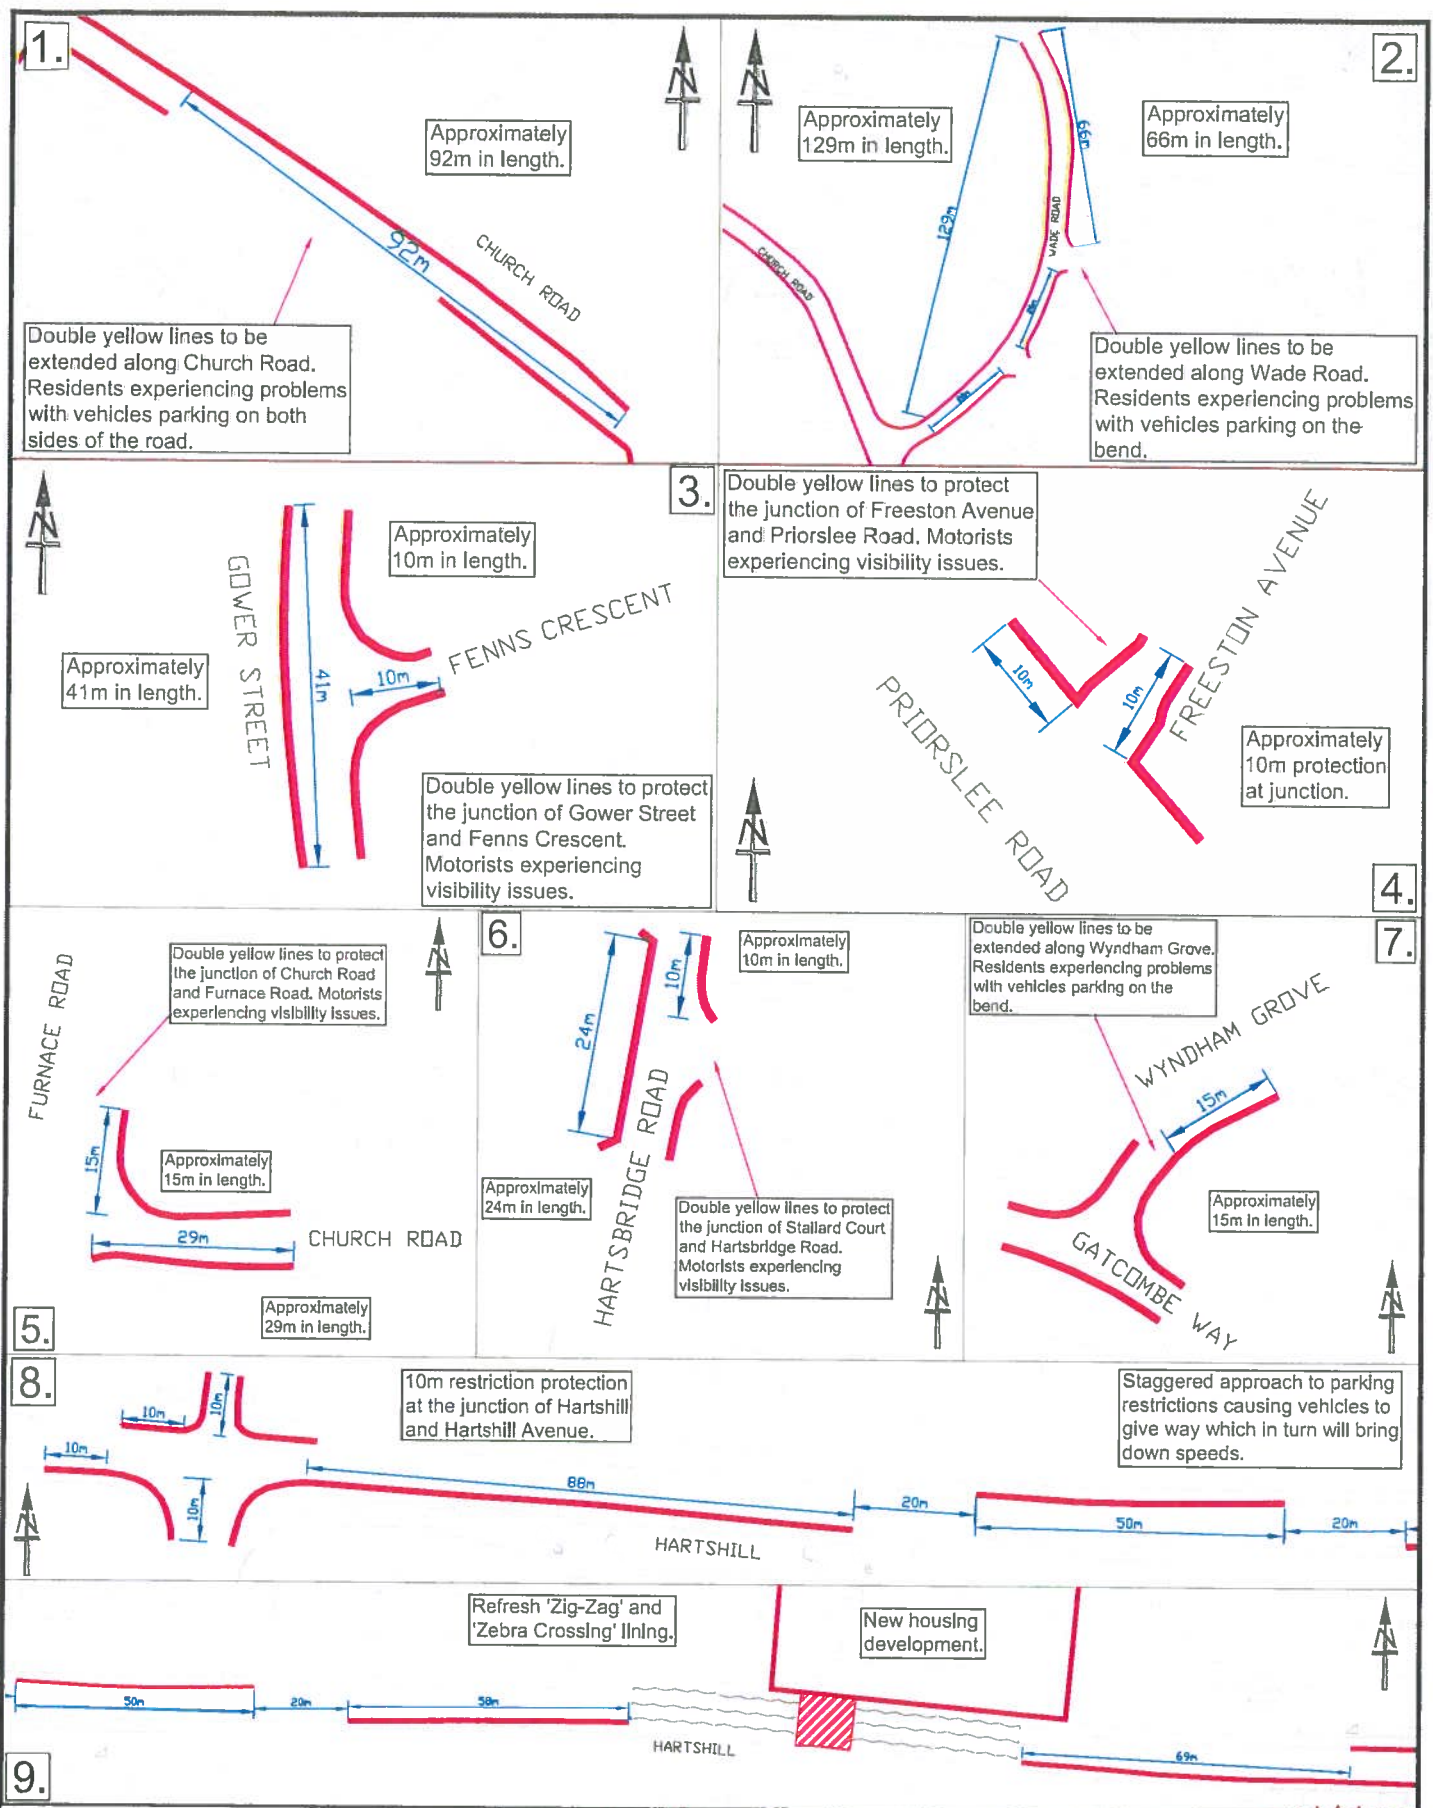 1.
N
Approximately
92m in length.
92m
CHURCH ROAD
Double yellow lines to be
extended along Church Road.
Residents experiencing problems
with vehicles parking on both
sides of the road.
2.
N
Approximately
129m in length.
Approximately
66m in length.
129m
66m
WADE ROAD
CHURCH ROAD
Double yellow lines to be
extended along Wade Road.
Residents experiencing problems
with vehicles parking on the
bend.
3.
N
Approximately
10m in length.
GOWER STREET
FENNS CRESCENT
Approximately
41m in length.
41m
10m
Double yellow lines to protect
the junction of Gower Street
and Fenns Crescent.
Motorists experiencing
visibility issues.
Double yellow lines to protect
the junction of Freeston Avenue
and Priorslee Road. Motorists
experiencing visibility issues.
FREESTON AVENUE
10m
10m
PRIORSLEE ROAD
Approximately
10m protection
at junction.
N
4.
FURNACE ROAD
Double yellow lines to protect
the junction of Church Road
and Furnace Road. Motorists
experiencing visibility issues.
N
15m
Approximately
15m in length.
29m
CHURCH ROAD
Approximately
29m in length.
5.
6.
Approximately
10m in length.
10m
24m
HARTSBRIDGE ROAD
Approximately
24m in length.
Double yellow lines to protect
the junction of Stallard Court
and Hartsbridge Road.
Motorists experiencing
visibility issues.
N
Double yellow lines to be
extended along Wyndham Grove.
Residents experiencing problems
with vehicles parking on the
bend.
7.
WYNDHAM GROVE
15m
Approximately
15m in length.
GATCOMBE WAY
N
8.
10m
10m
10m
10m
10m restriction protection
at the junction of Hartshill
and Hartshill Avenue.
Staggered approach to parking
restrictions causing vehicles to
give way which in turn will bring
down speeds.
88m
20m
50m
20m
HARTSHILL
N
Refresh 'Zig-Zag' and
'Zebra Crossing' lining.
New housing
development.
N
50m
20m
58m
HARTSHILL
69m
9.